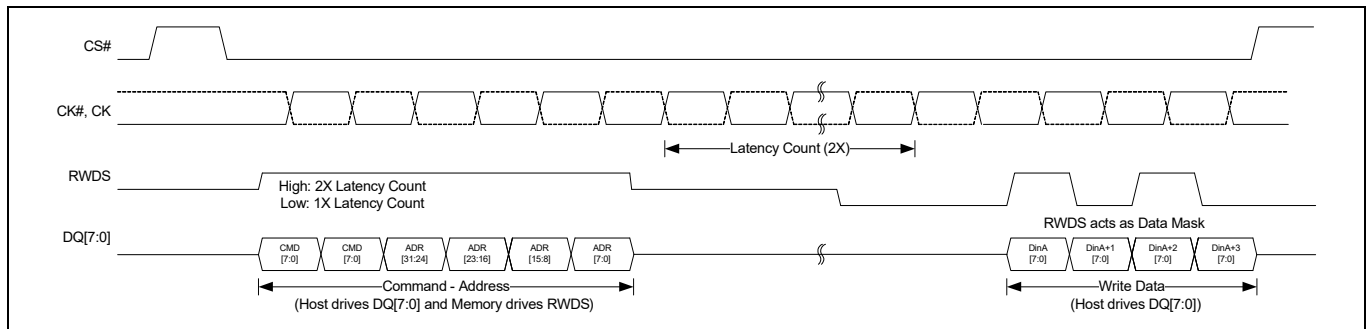 CS#
CK#, CK
Latency Count (2X)
RWDS
High: 2X Latency Count
Low: 1X Latency Count
RWDS acts as Data Mask
DQ[7:0]
CMD CMD ADR ADR ADR ADR DinA DinA+1 DinA+2 DinA+3
[7:0] [7:0] [31:24] [23:16] [15:8] [7:0] [7:0] [7:0] [7:0] [7:0]
Command - Address Write Data
(Host drives DQ[7:0] and Memory drives RWDS) (Host drives DQ[7:0])